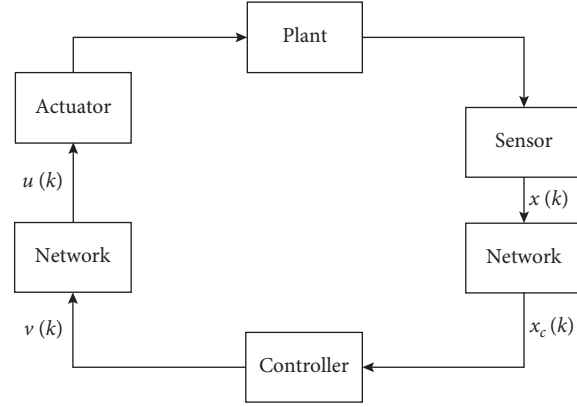 Plant
Actuator
Sensor
u (k)
x (k)
Network
Network
v (k)
x_c (k)
Controller